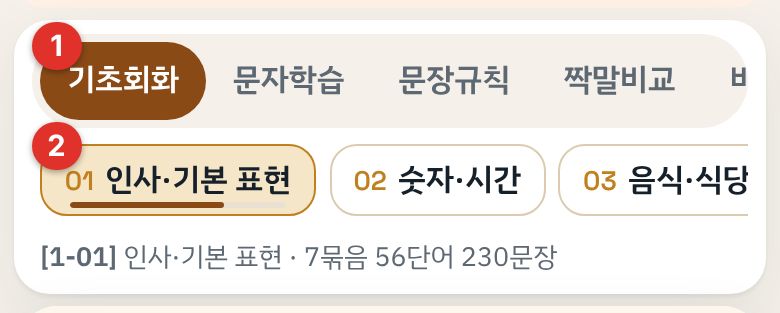 1
기초회화 문자학습 문장규칙 짝말비교
2
01 인사·기본 표현 02 숫자·시간 03 음식·식당
[1-01] 인사·기본 표현 · 7묶음 56단어 230문장